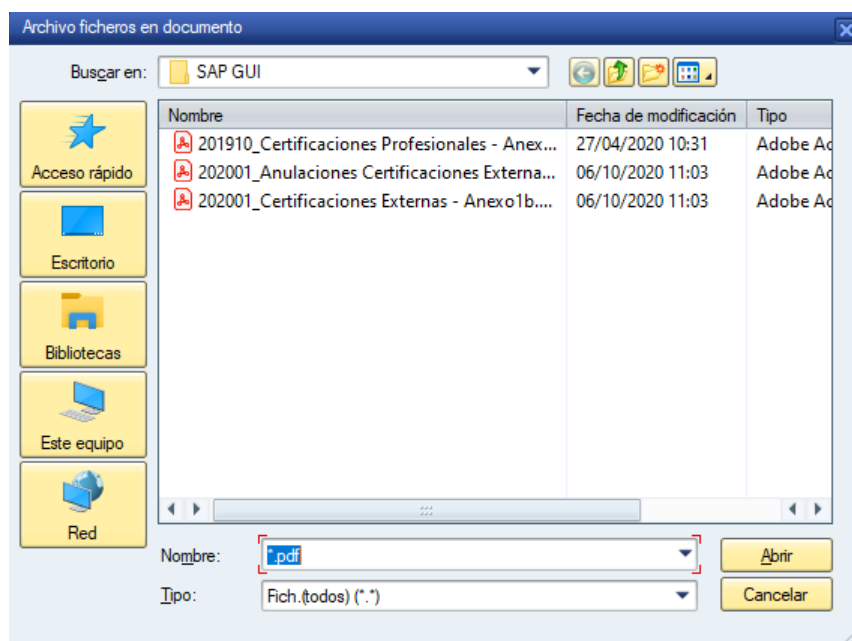 Archivo ficheros en documento
Buscar en: SAP GUI
Nombre Fecha de modificación Tipo
201910_Certificaciones Profesionales - Anex... 27/04/2020 10:31 Adobe Ac
202001_Anulaciones Certificaciones Externa... 06/10/2020 11:03 Adobe Ac
202001_Certificaciones Externas - Anexo1b.... 06/10/2020 11:03 Adobe Ac
Acceso rápido
Escritorio
Bibliotecas
Este equipo
Red
Nombre: *.pdf Abrir
Tipo: Fich.(todos) (*.*) Cancelar